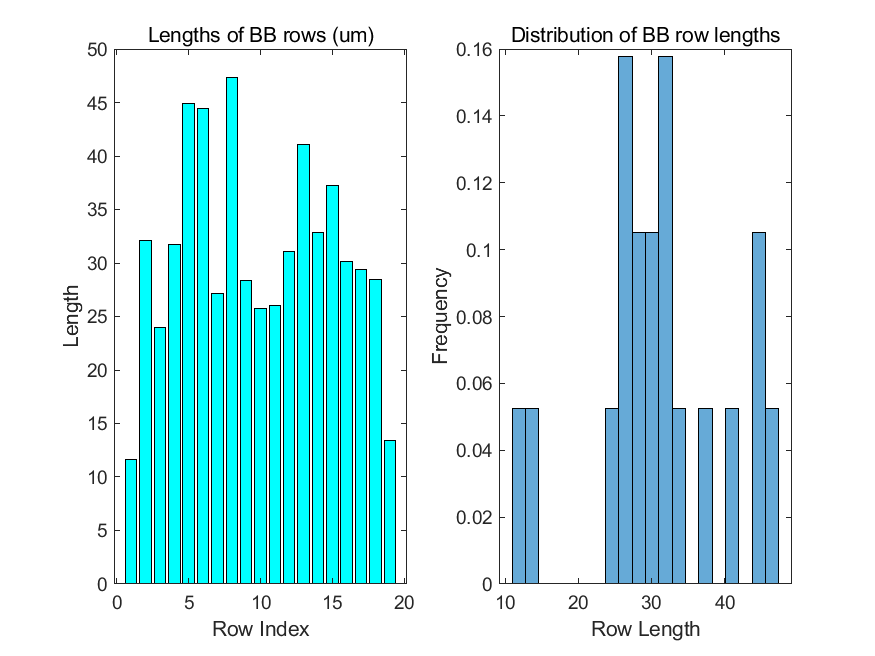 Lengths of BB rows (um)
50
45
40
35
30
25
20
15
10
5
0
Length
0 5 10 15 20
Row Index
Distribution of BB row lengths
0.16
0.14
0.12
0.1
0.08
0.06
0.04
0.02
0
Frequency
10 20 30 40
Row Length